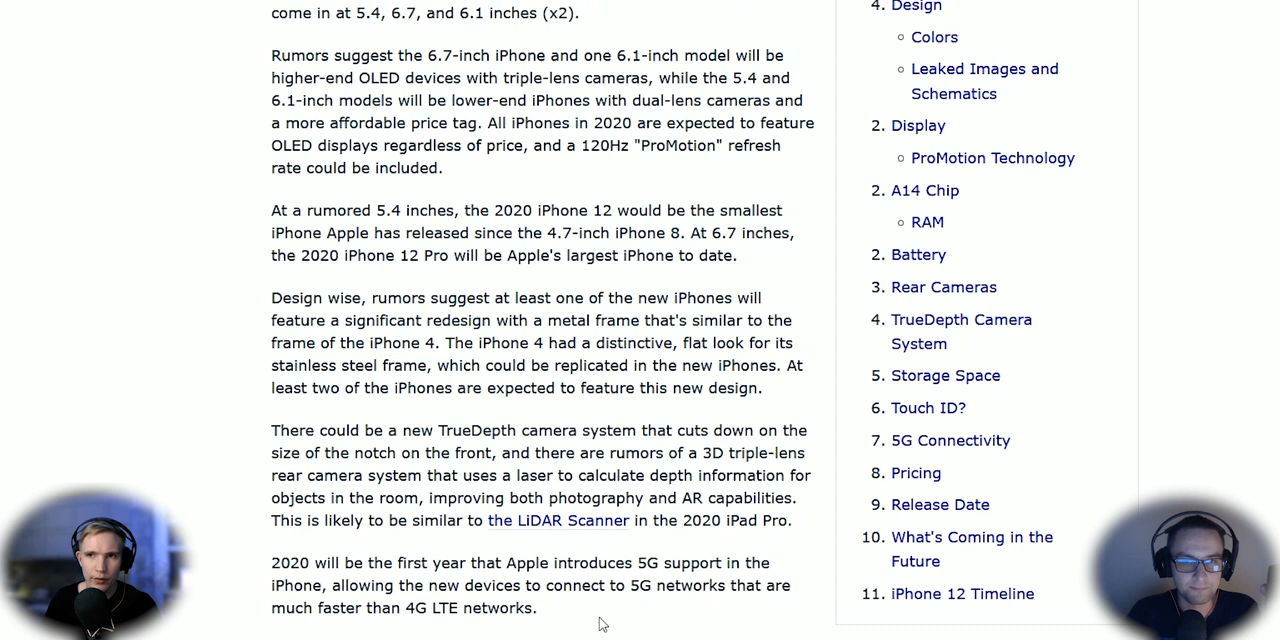 come in at 5.4, 6.7, and 6.1 inches (x2).
Rumors suggest the 6.7-inch iPhone and one 6.1-inch model will be
higher-end OLED devices with triple-lens cameras, while the 5.4 and
6.1-inch models will be lower-end iPhones with dual-lens cameras and
a more affordable price tag. All iPhones in 2020 are expected to feature
OLED displays regardless of price, and a 120Hz "ProMotion" refresh
rate could be included.
At a rumored 5.4 inches, the 2020 iPhone 12 would be the smallest
iPhone Apple has released since the 4.7-inch iPhone 8. At 6.7 inches,
the 2020 iPhone 12 Pro will be Apple's largest iPhone to date.
Design wise, rumors suggest at least one of the new iPhones will
feature a significant redesign with a metal frame that's similar to the
frame of the iPhone 4. The iPhone 4 had a distinctive, flat look for its
stainless steel frame, which could be replicated in the new iPhones. At
least two of the iPhones are expected to feature this new design.
There could be a new TrueDepth camera system that cuts down on the
size of the notch on the front, and there are rumors of a 3D triple-lens
rear camera system that uses a laser to calculate depth information for
objects in the room, improving both photography and AR capabilities.
This is likely to be similar to the LiDAR Scanner in the 2020 iPad Pro.
2020 will be the first year that Apple introduces 5G support in the
iPhone, allowing the new devices to connect to 5G networks that are
much faster than 4G LTE networks.
4. Design
Colors
Leaked Images and
Schematics
2. Display
ProMotion Technology
2. A14 Chip
RAM
2. Battery
3. Rear Cameras
4. TrueDepth Camera
System
5. Storage Space
6. Touch ID?
7. 5G Connectivity
8. Pricing
9. Release Date
10. What's Coming in the
Future
11. iPhone 12 Timeline